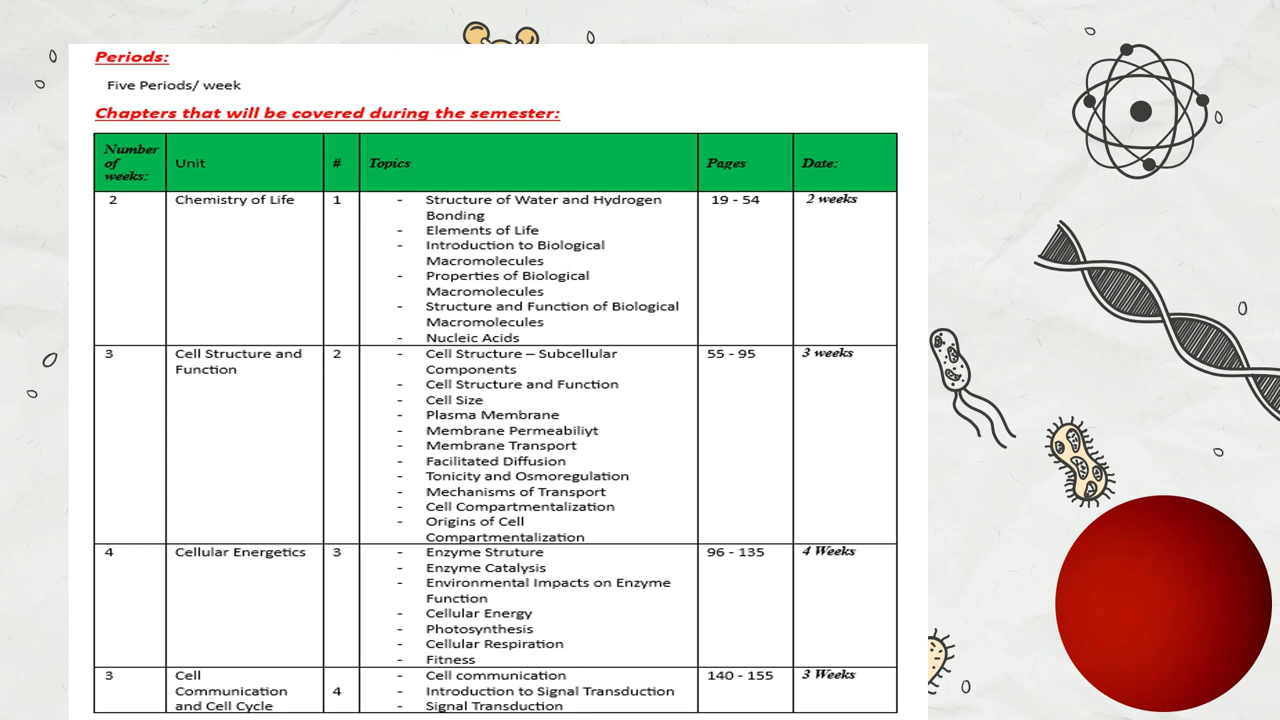 Periods:
Five Periods/ week
Chapters that will be covered during the semester:
Number of weeks: Unit # Topics Pages Date:
2 Chemistry of Life 1 - Structure of Water and Hydrogen 19 - 54 2 weeks
Bonding
- Elements of Life
- Introduction to Biological
Macromolecules
- Properties of Biological
Macromolecules
- Structure and Function of Biological
Macromolecules
- Nucleic Acids
3 Cell Structure and Function 2 - Cell Structure – Subcellular 55 - 95 3 weeks
Components
- Cell Structure and Function
- Cell Size
- Plasma Membrane
- Membrane Permeabiliyt
- Membrane Transport
- Facilitated Diffusion
- Tonicity and Osmoregulation
- Mechanisms of Transport
- Cell Compartmentalization
- Origins of Cell
Compartmentalization
4 Cellular Energetics 3 - Enzyme Struture 96 - 135 4 Weeks
- Enzyme Catalysis
- Environmental Impacts on Enzyme
Function
- Cellular Energy
- Photosynthesis
- Cellular Respiration
- Fitness
3 Cell - Cell communication 140 - 155 3 Weeks
Communication 4 - Introduction to Signal Transduction
and Cell Cycle - Signal Transduction